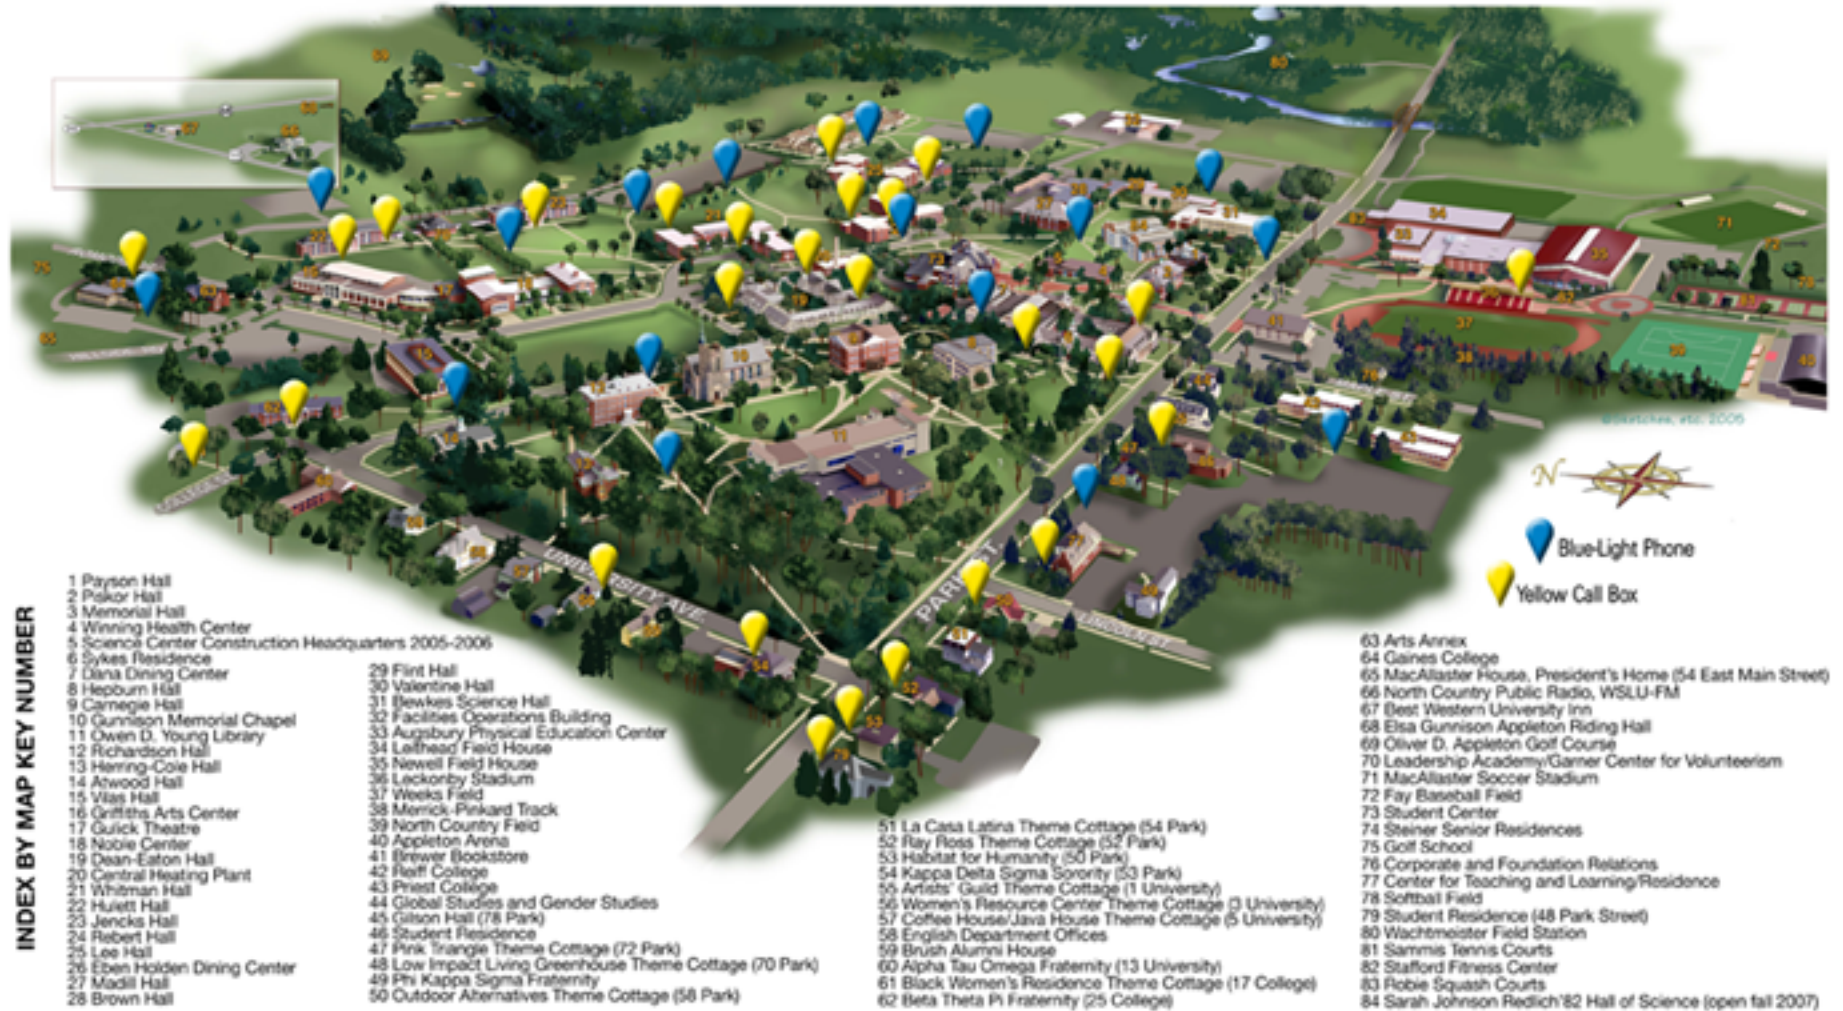 ©Sketches, etc. 2005
N
Blue-Light Phone
Yellow Call Box
UNIVERSITY AVE.
PARK ST.
LINCOLN ST.
INDEX BY MAP KEY NUMBER
1 Payson Hall
2 Piskor Hall
3 Memorial Hall
4 Winning Health Center
5 Science Center Construction Headquarters 2005-2006
6 Sykes Residence
7 Dana Dining Center
8 Hepburn Hall
9 Carnegie Hall
10 Gunnison Memorial Chapel
11 Owen D. Young Library
12 Richardson Hall
13 Herring-Cole Hall
14 Atwood Hall
15 Vilas Hall
16 Griffiths Arts Center
17 Gulick Theatre
18 Noble Center
19 Dean-Eaton Hall
20 Central Heating Plant
21 Whitman Hall
22 Hulett Hall
23 Jencks Hall
24 Rebert Hall
25 Lee Hall
26 Eben Holden Dining Center
27 Madill Hall
28 Brown Hall
29 Flint Hall
30 Valentine Hall
31 Bewkes Science Hall
32 Facilities Operations Building
33 Augsbury Physical Education Center
34 Leithead Field House
35 Newell Field House
36 Leckonby Stadium
37 Weeks Field
38 Merrick-Pinkard Track
39 North Country Field
40 Appleton Arena
41 Brewer Bookstore
42 Reiff College
43 Priest College
44 Global Studies and Gender Studies
45 Gilson Hall (78 Park)
46 Student Residence
47 Pink Triangle Theme Cottage (72 Park)
48 Low Impact Living Greenhouse Theme Cottage (70 Park)
49 Phi Kappa Sigma Fraternity
50 Outdoor Alternatives Theme Cottage (58 Park)
51 La Casa Latina Theme Cottage (54 Park)
52 Ray Ross Theme Cottage (52 Park)
53 Habitat for Humanity (50 Park)
54 Kappa Delta Sigma Sorority (53 Park)
55 Artists' Guild Theme Cottage (1 University)
56 Women's Resource Center Theme Cottage (3 University)
57 Coffee House/Java House Theme Cottage (5 University)
58 English Department Offices
59 Brush Alumni House
60 Alpha Tau Omega Fraternity (13 University)
61 Black Women's Residence Theme Cottage (17 College)
62 Beta Theta Pi Fraternity (25 College)
63 Arts Annex
64 Gaines College
65 MacAllaster House, President's Home (54 East Main Street)
66 North Country Public Radio, WSLU-FM
67 Best Western University Inn
68 Elsa Gunnison Appleton Riding Hall
69 Oliver D. Appleton Golf Course
70 Leadership Academy/Garner Center for Volunteerism
71 MacAllaster Soccer Stadium
72 Fay Baseball Field
73 Student Center
74 Steiner Senior Residences
75 Golf School
76 Corporate and Foundation Relations
77 Center for Teaching and Learning/Residence
78 Softball Field
79 Student Residence (48 Park Street)
80 Wachtmeister Field Station
81 Sammis Tennis Courts
82 Stafford Fitness Center
83 Robie Squash Courts
84 Sarah Johnson Redlich'82 Hall of Science (open fall 2007)